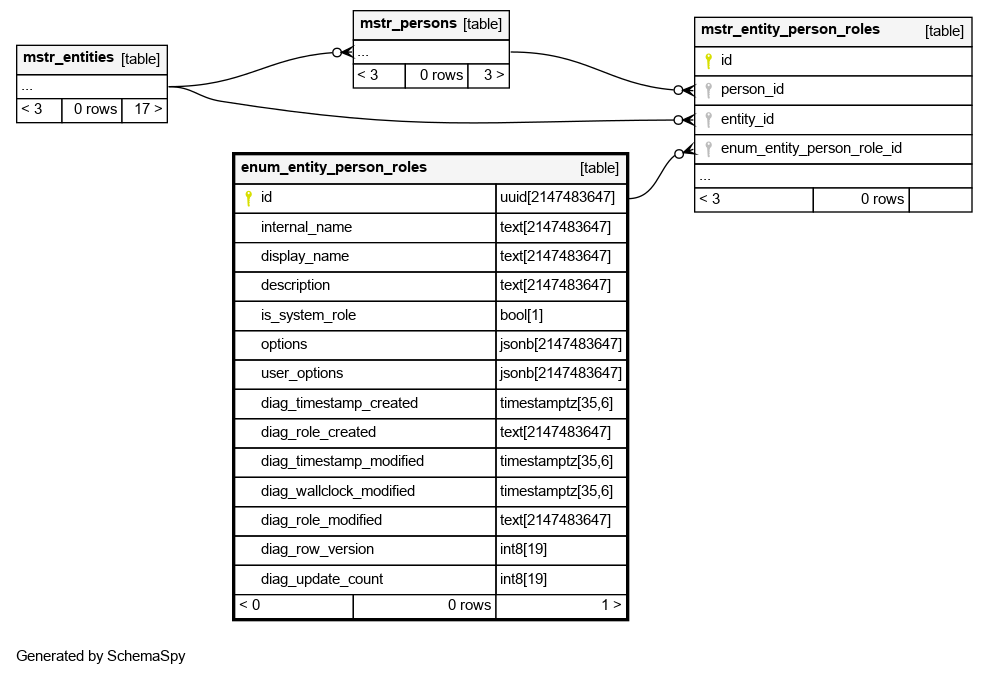 mstr_entities [table]
...
< 3 0 rows 17 >
mstr_persons [table]
...
< 3 0 rows 3 >
mstr_entity_person_roles [table]
id
person_id
entity_id
enum_entity_person_role_id
...
< 3 0 rows
enum_entity_person_roles [table]
id uuid[2147483647]
internal_name text[2147483647]
display_name text[2147483647]
description text[2147483647]
is_system_role bool[1]
options jsonb[2147483647]
user_options jsonb[2147483647]
diag_timestamp_created timestamptz[35,6]
diag_role_created text[2147483647]
diag_timestamp_modified timestamptz[35,6]
diag_wallclock_modified timestamptz[35,6]
diag_role_modified text[2147483647]
diag_row_version int8[19]
diag_update_count int8[19]
< 0 0 rows 1 >
Generated by SchemaSpy